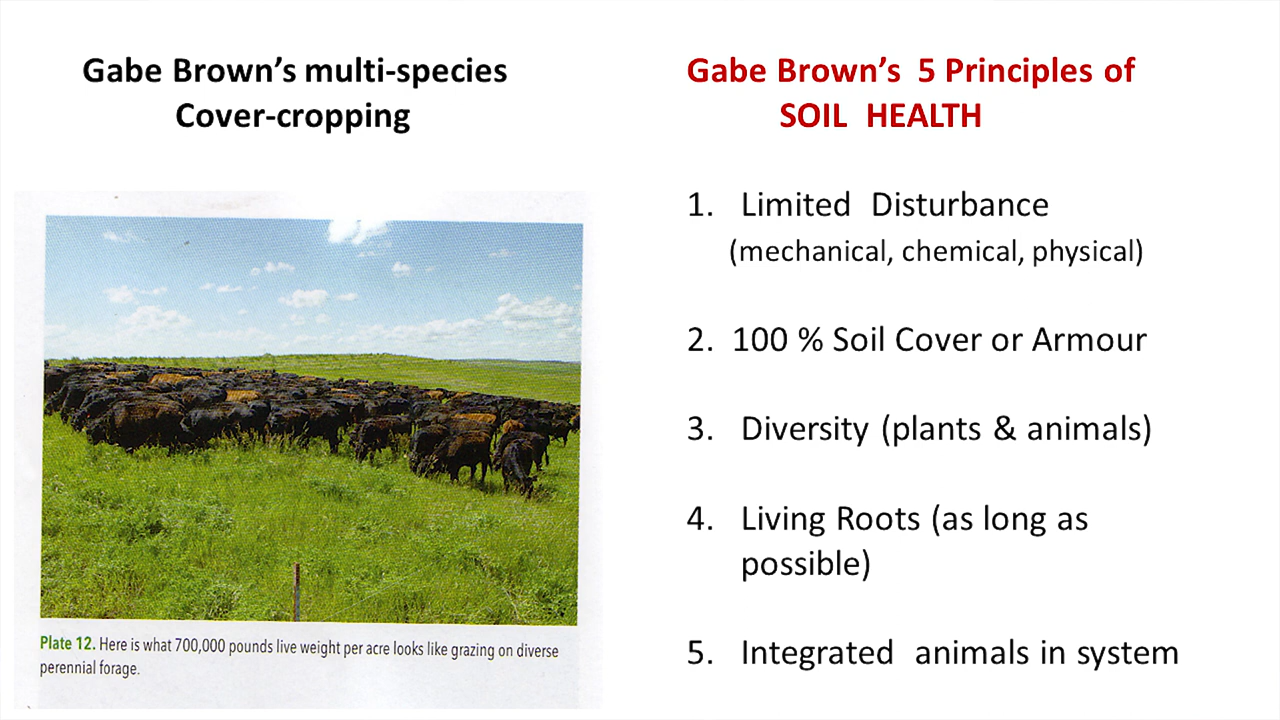 Gabe Brown's multi-species
Cover-cropping
Plate 12. Here is what 700,000 pounds live weight per acre looks like grazing on diverse
perennial forage.
Gabe Brown's 5 Principles of
SOIL HEALTH
1. Limited Disturbance
(mechanical, chemical, physical)
2. 100 % Soil Cover or Armour
3. Diversity (plants & animals)
4. Living Roots (as long as
possible)
5. Integrated animals in system